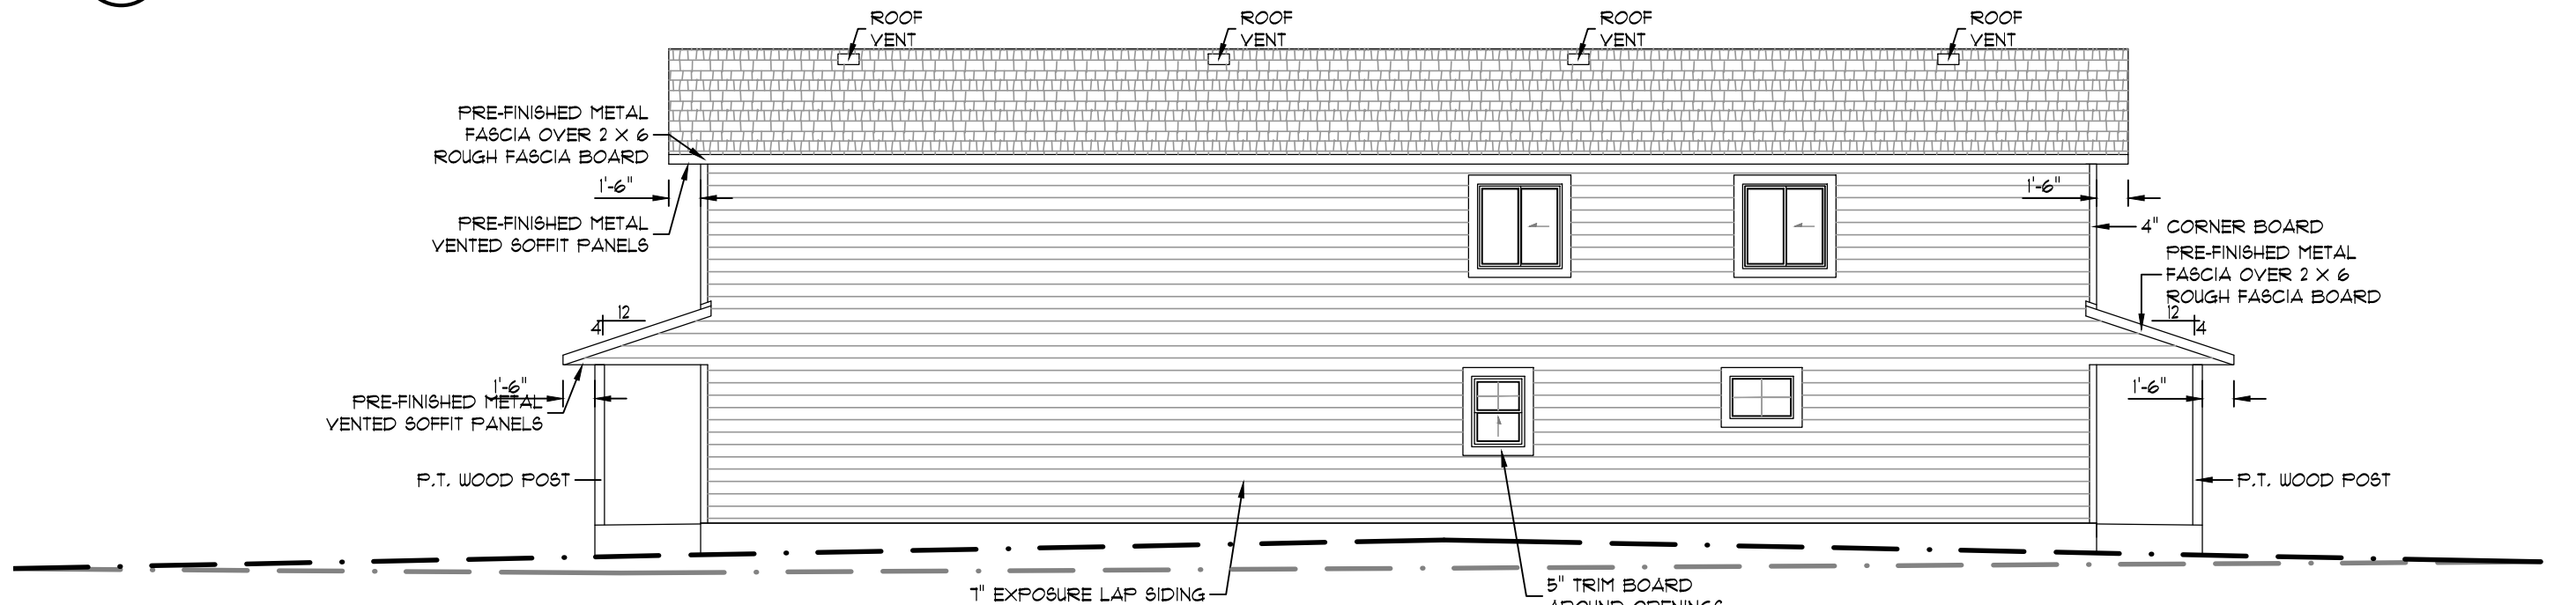 ROOF
VENT
ROOF
VENT
ROOF
VENT
ROOF
VENT
PRE-FINISHED METAL
FASCIA OVER 2 X 6
ROUGH FASCIA BOARD
1'-6"
PRE-FINISHED METAL
VENTED SOFFIT PANELS
1'-6"
4" CORNER BOARD
PRE-FINISHED METAL
FASCIA OVER 2 X 6
ROUGH FASCIA BOARD
12
4
12
4
1'-6"
PRE-FINISHED METAL
VENTED SOFFIT PANELS
1'-6"
P.T. WOOD POST
P.T. WOOD POST
7" EXPOSURE LAP SIDING
5" TRIM BOARD
AROUND OPENINGS